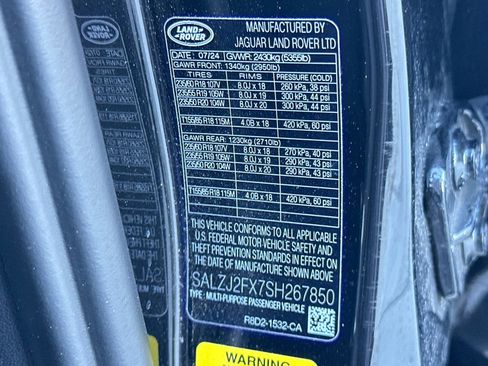 LAND ROVER
MANUFACTURED BY
JAGUAR LAND ROVER LTD
DATE: 07/24 GVWR: 2430kg (5355lb)
GAWR FRONT: 1340kg (2950lb)
TIRES RIMS PRESSURE (COLD)
235/60 R18 107V 8.0J x 18 260 kPa, 38 psi
235/55 R19 105W 8.0J x 19 300 kPa, 44 psi
235/50 R20 104W 8.0J x 20 300 kPa, 44 psi
T155/85 R18 115M 4.0B x 18 420 kPa, 60 psi
GAWR REAR: 1230kg (2710lb)
235/60 R18 107V 8.0J x 18 270 kPa, 40 psi
235/55 R19 105W 8.0J x 19 290 kPa, 43 psi
235/50 R20 104W 8.0J x 20 290 kPa, 43 psi
T155/85 R18 115M 4.0B x 18 420 kPa, 60 psi
THIS VEHICLE CONFORMS TO ALL APPLICABLE
U.S. FEDERAL MOTOR VEHICLE SAFETY AND
THEFT PREVENTION STANDARDS IN EFFECT ON
THE DATE OF MANUFACTURE SHOWN ABOVE.
SALZJ2FX7SH267850
TYPE: MULTI-PURPOSE PASSENGER VEHICLE
R8D2-1532-CA
WARNING